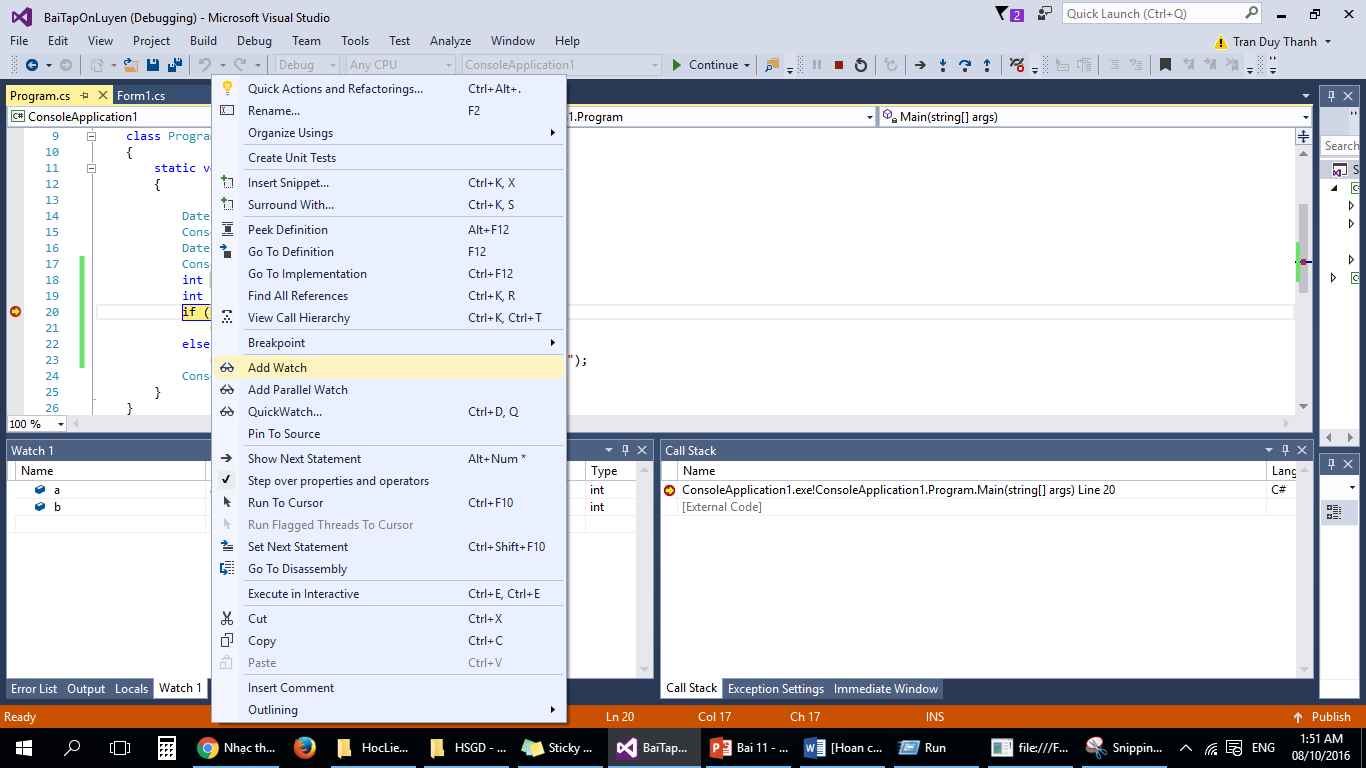 BaiTapOnLuyen (Debugging) - Microsoft Visual Studio
2
Quick Launch (Ctrl+Q)
File Edit View Project Build Debug Team Tools Test Analyze Window Help
Tran Duy Thanh
Debug Any CPU ConsoleApplication1 Continue
Program.cs Form1.cs
C# ConsoleApplication1
1.Program
Main(string[] args)
9 class Program
10 {
11 static v
12 {
13
14 Date
15 Cons
16 Date
17 Cons
18 int
19 int
20 if (
21
22 else
23 ");
24 Cons
25 }
26 }
100 %
Search
Quick Actions and Refactorings... Ctrl+Alt+.
Rename... F2
Organize Usings
Create Unit Tests
Insert Snippet... Ctrl+K, X
Surround With... Ctrl+K, S
Peek Definition Alt+F12
Go To Definition F12
Go To Implementation Ctrl+F12
Find All References Ctrl+K, R
View Call Hierarchy Ctrl+K, Ctrl+T
Breakpoint
Add Watch
Add Parallel Watch
QuickWatch... Ctrl+D, Q
Pin To Source
Show Next Statement Alt+Num *
Step over properties and operators
Run To Cursor Ctrl+F10
Run Flagged Threads To Cursor
Set Next Statement Ctrl+Shift+F10
Go To Disassembly
Execute in Interactive Ctrl+E, Ctrl+E
Cut Ctrl+X
Copy Ctrl+C
Paste Ctrl+V
Insert Comment
Outlining
Watch 1
Name Type
a int
b int
Call Stack
Name Lang
ConsoleApplication1.exe!ConsoleApplication1.Program.Main(string[] args) Line 20 C#
[External Code]
Error List Output Locals Watch 1
Call Stack Exception Settings Immediate Window
Ready Ln 20 Col 17 Ch 17 INS Publish
Nhạc th... HocLie... HSGD - ... Sticky ... BaiTap... Bai 11 - ... [Hoan c... Run file:///F... Snippin... ENG
1:51 AM
08/10/2016